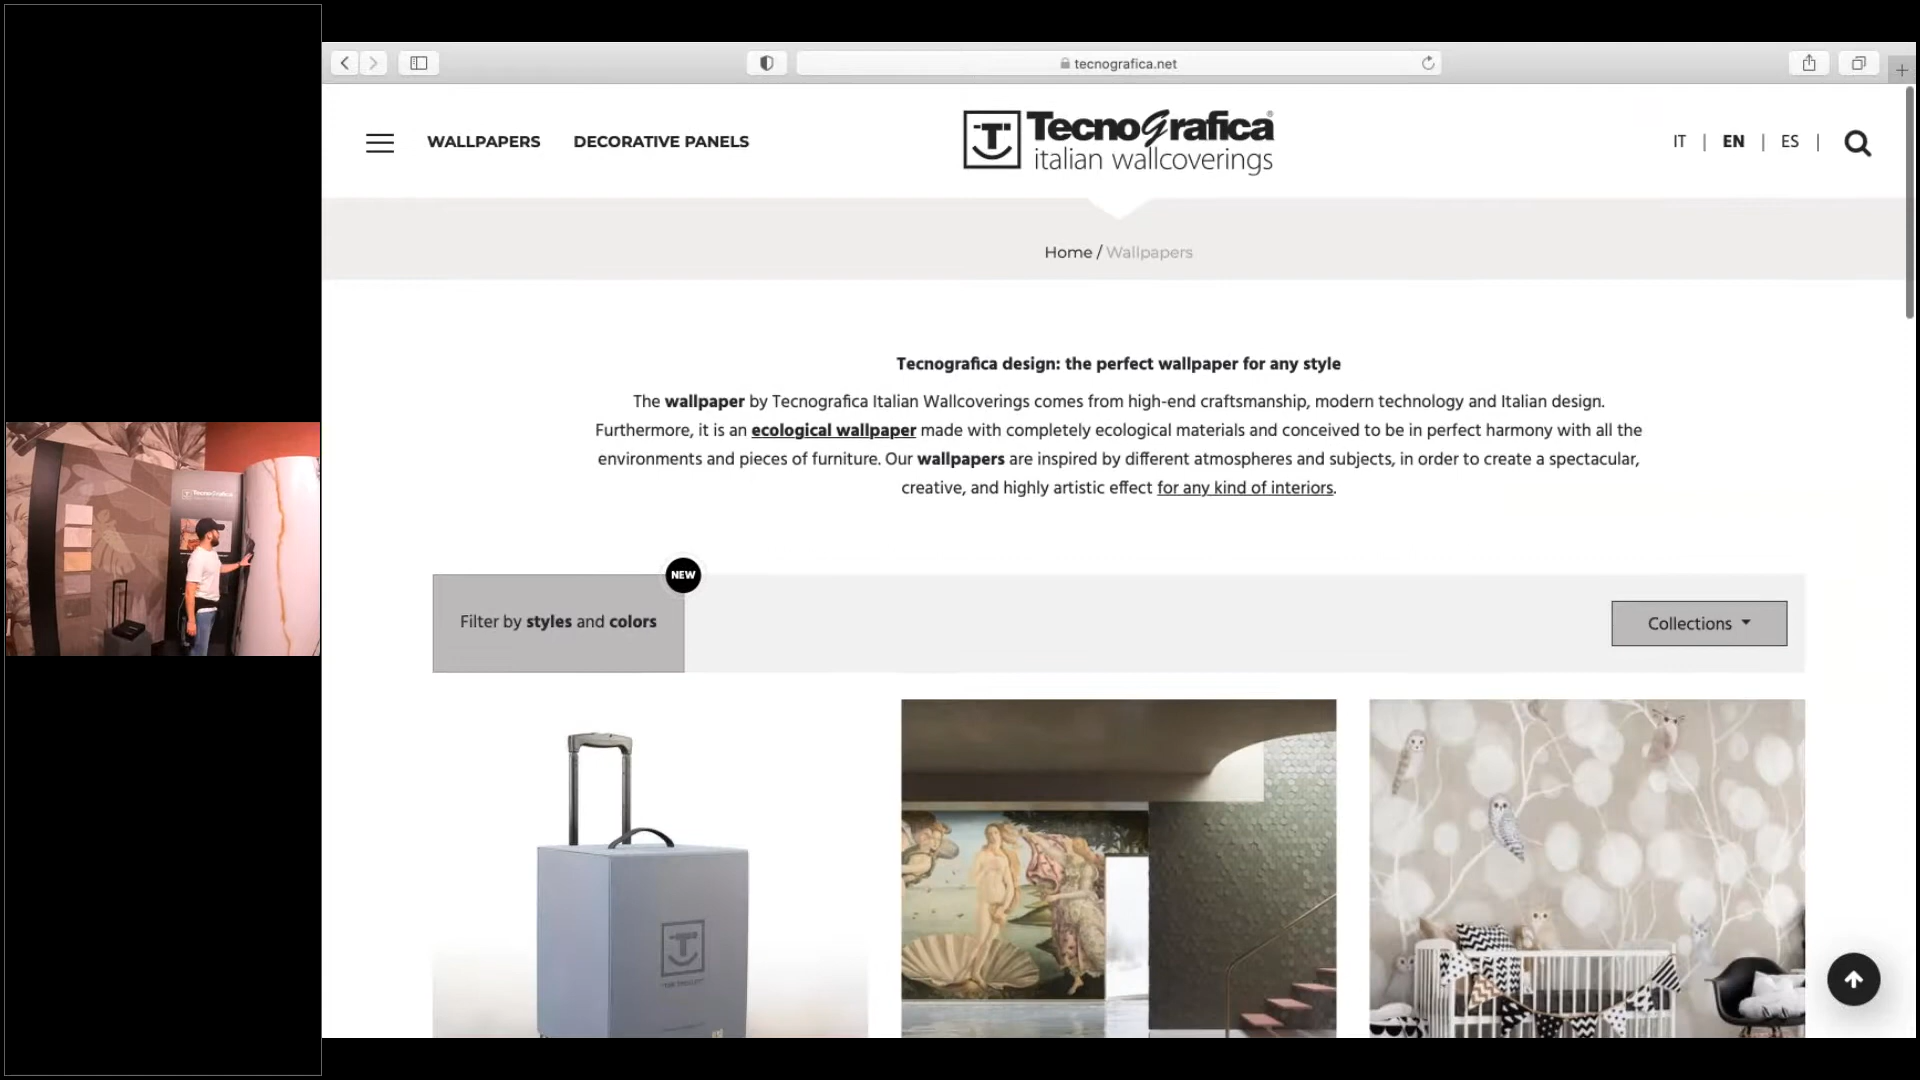 tecnografica.net
WALLPAPERS
DECORATIVE PANELS
TecnoGrafica
italian wallcoverings
IT | EN | ES |
Home / Wallpapers
Tecnografica design: the perfect wallpaper for any style
The wallpaper by Tecnografica Italian Wallcoverings comes from high-end craftsmanship, modern technology and Italian design.
Furthermore, it is an ecological wallpaper made with completely ecological materials and conceived to be in perfect harmony with all the
environments and pieces of furniture. Our wallpapers are inspired by different atmospheres and subjects, in order to create a spectacular,
creative, and highly artistic effect for any kind of interiors.
NEW
Filter by styles and colors
Collections
TecnoGrafica